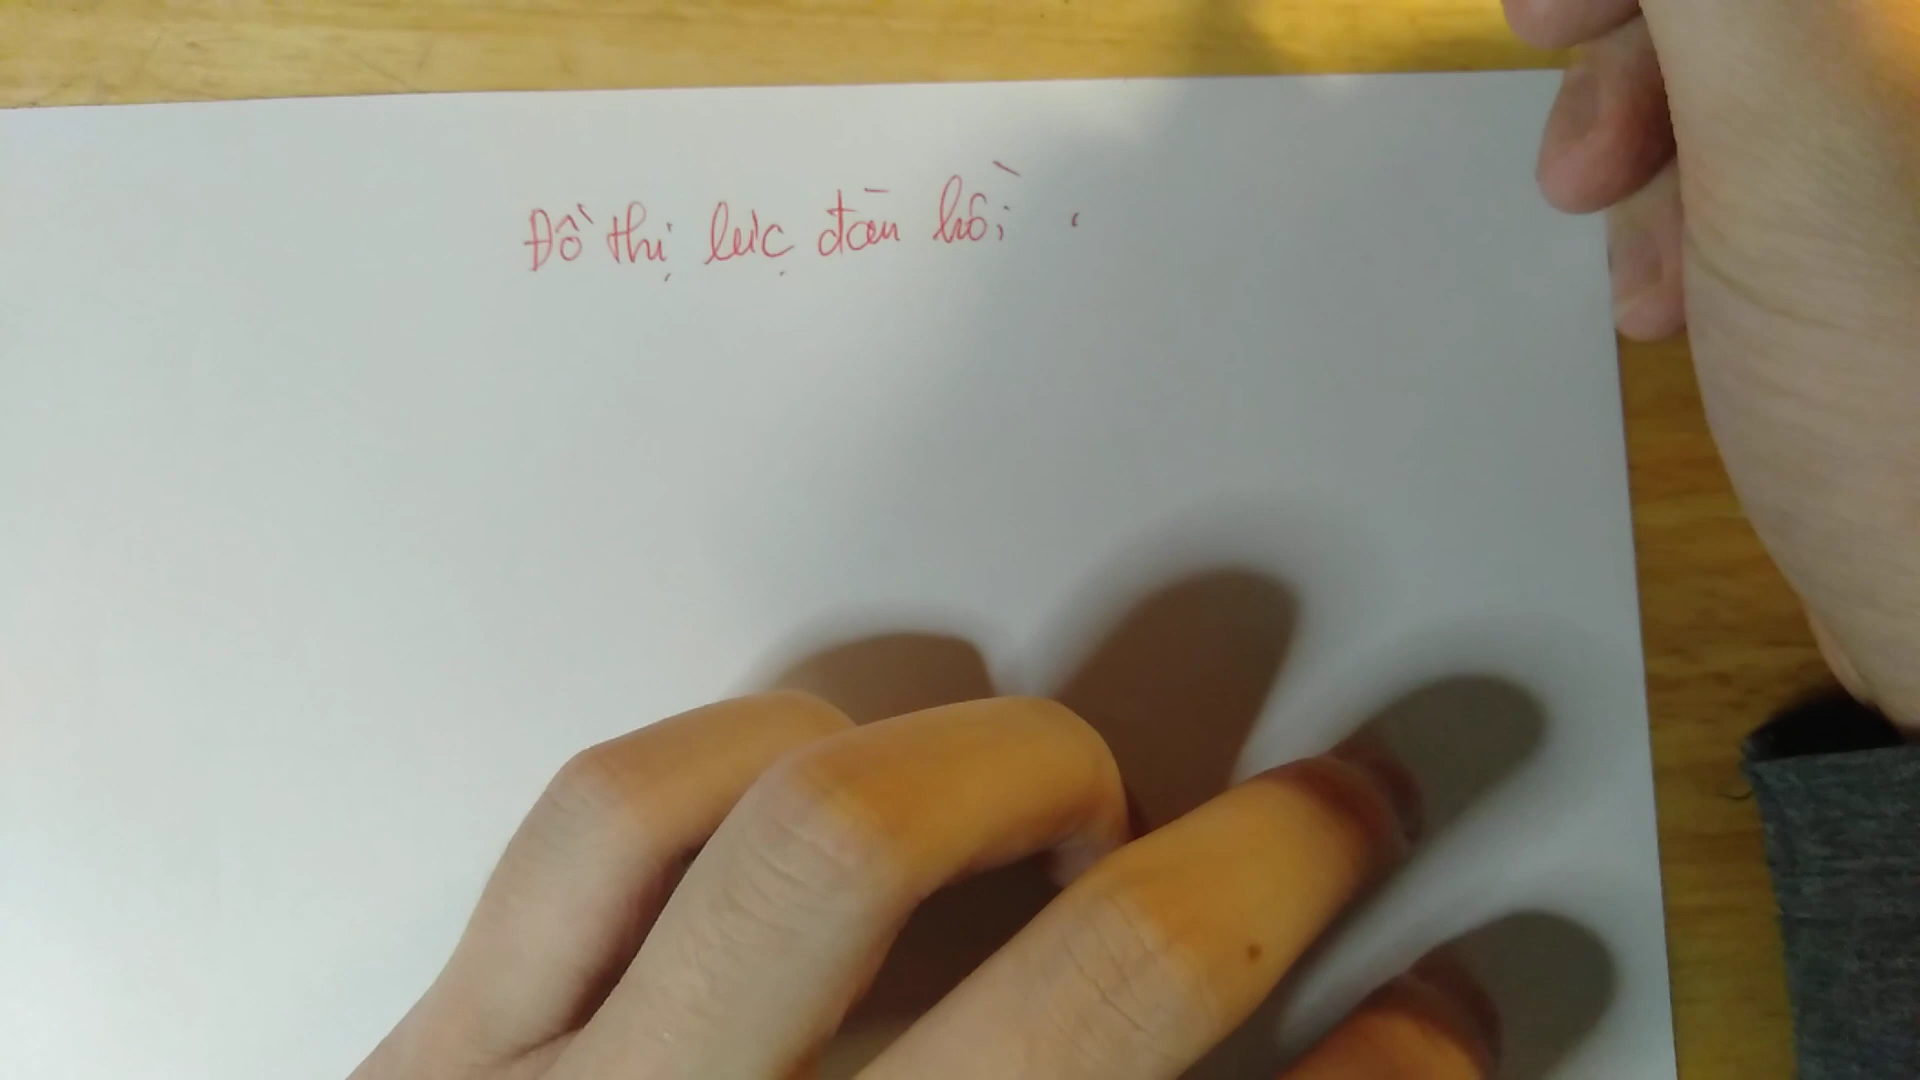 Đồ thị lực đàn hồi .